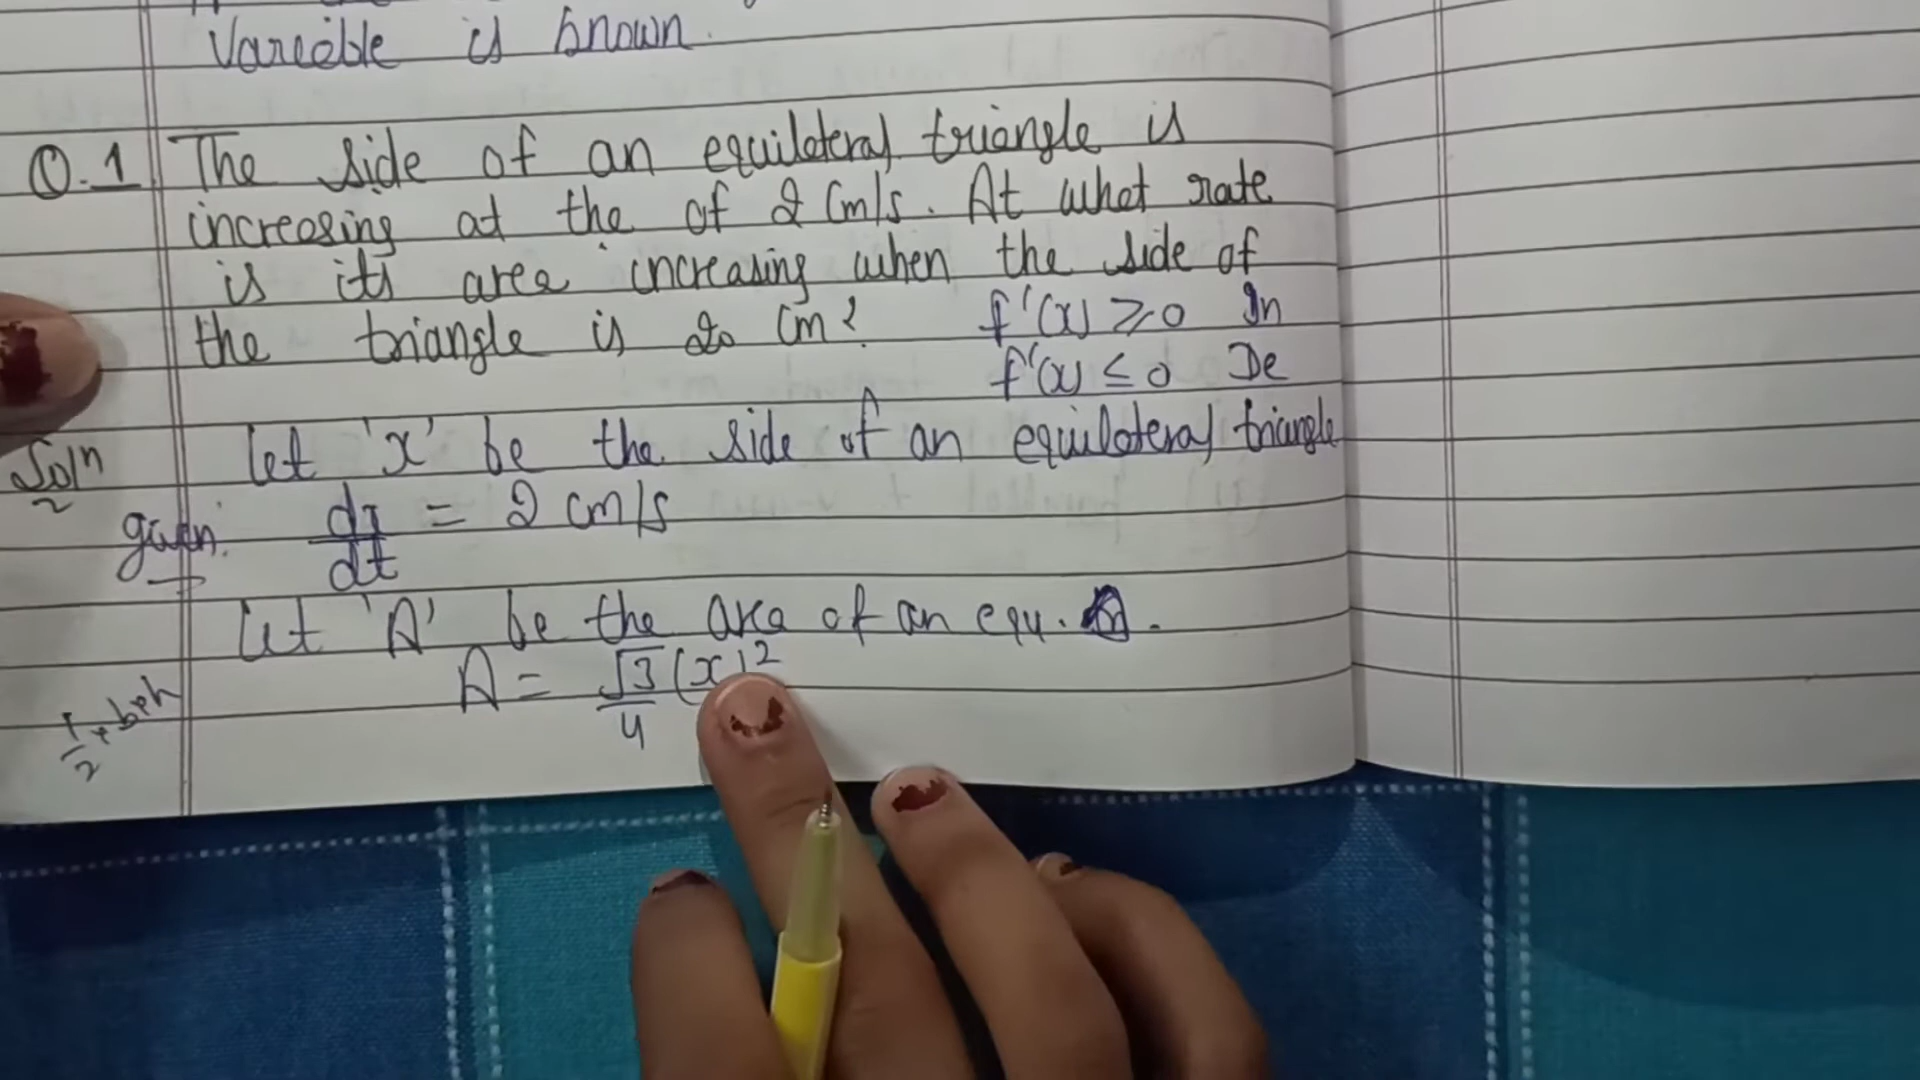 Variable is known.
Q.1 The side of an equilateral triangle is
increasing at the of 2 cm/s. At what rate
is its area increasing when the side of
the triangle is 20 cm?
f'(x) ≥ 0 In
f'(x) ≤ 0 De
Soln Let 'x' be the side of an equilateral triangle
given: dx/dt = 2 cm/s
Let 'A' be the area of an equ. Δ.
A = √3/4 (x)²
1/2 * b*h